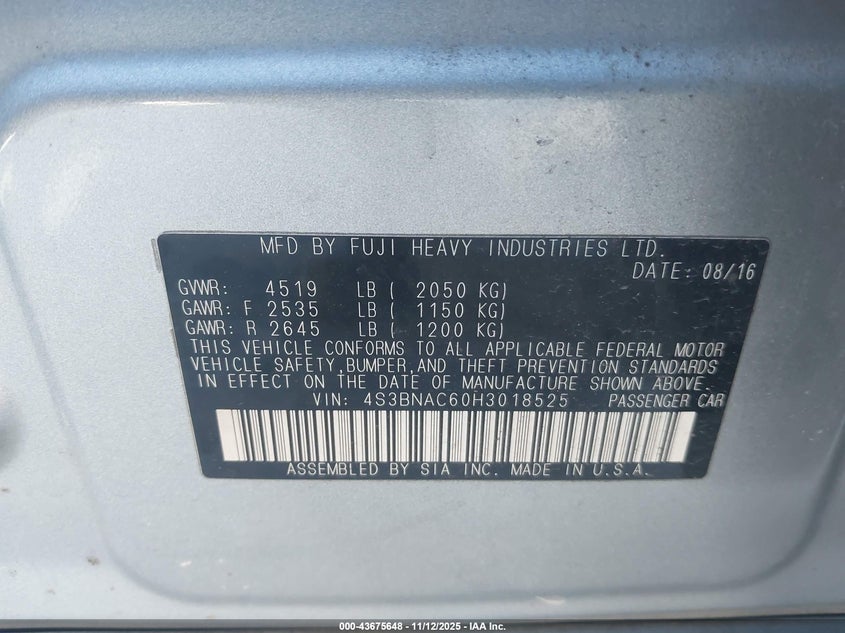 MFD BY FUJI HEAVY INDUSTRIES LTD.
DATE: 08/16
GVWR: 4519 LB ( 2050 KG)
GAWR: F 2535 LB ( 1150 KG)
GAWR: R 2645 LB ( 1200 KG)
THIS VEHICLE CONFORMS TO ALL APPLICABLE FEDERAL MOTOR
VEHICLE SAFETY,BUMPER,AND THEFT PREVENTION STANDARDS
IN EFFECT ON THE DATE OF MANUFACTURE SHOWN ABOVE.
VIN: 4S3BNAC60H3018525 PASSENGER CAR
ASSEMBLED BY SIA INC. MADE IN U.S.A.
000-43675648 - 11/12/2025 - IAA Inc.